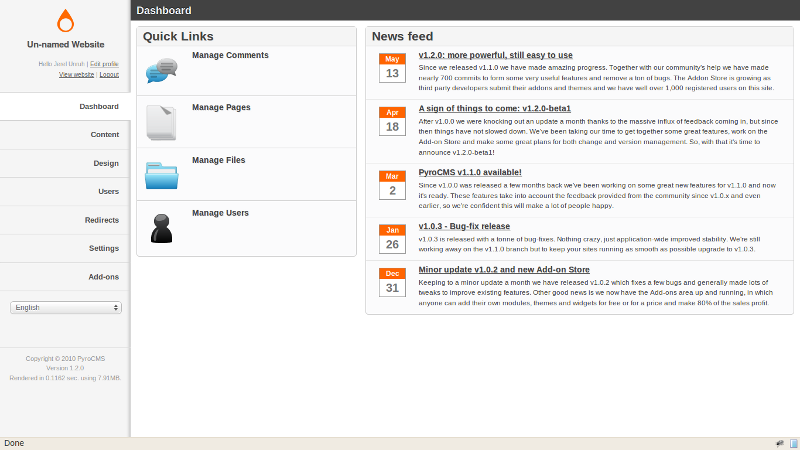 Un-named Website
Hello Jerel Unruh | Edit profile
View website | Logout
Dashboard
Content
Design
Users
Redirects
Settings
Add-ons
English
Copyright © 2010 PyroCMS
Version 1.2.0
Rendered in 0.1162 sec. using 7.91MB.
Dashboard
Quick Links
Manage Comments
Manage Pages
Manage Files
Manage Users
News feed
May
13
v1.2.0: more powerful, still easy to use
Since we released v1.1.0 we have made amazing progress. Together with our community's help we have made
nearly 700 commits to form some very useful features and remove a ton of bugs. The Addon Store is growing as
third party developers submit their addons and themes and we have well over 1,000 registered users on this site.
Apr
18
A sign of things to come: v1.2.0-beta1
After v1.0.0 we were knocking out an update a month thanks to the massive influx of feedback coming in, but since
then things have not slowed down. We've been taking our time to get together some great features, work on the
Add-on Store and make some great plans for both change and version management. So, with that it's time to
announce v1.2.0-beta1!
Mar
2
PyroCMS v1.1.0 available!
Since v1.0.0 was released a few months back we've been working on some great new features for v1.1.0 and now
it's ready. These features take into account the feedback provided from the community since v1.0.x and even
earlier, so we're confident this will make a lot of people happy.
Jan
26
v1.0.3 - Bug-fix release
v1.0.3 is released with a tonne of bug-fixes. Nothing crazy, just application-wide improved stability. We're still
working away on the v1.1.0 branch but to keep your sites running as smooth as possible upgrade to v1.0.3.
Dec
31
Minor update v1.0.2 and new Add-on Store
Keeping to a minor update a month we have released v1.0.2 which fixes a few bugs and generally made lots of
tweaks to improve existing features. Other good news is we now have the Add-ons area up and running, in which
anyone can add their own modules, themes and widgets for free or for a price and make 80% of the sales profit.
Done